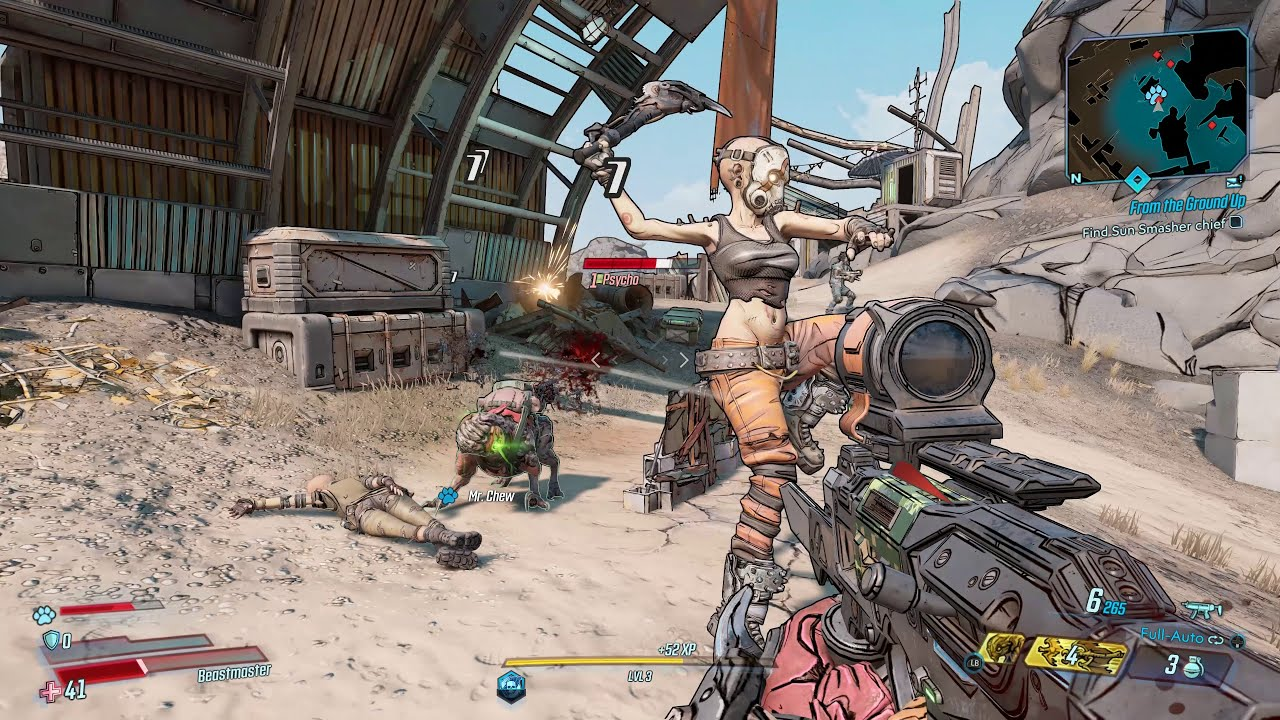 7
7
N
From the Ground Up
Find Sun Smasher chief
1 Psycho
7
Mr. Chew
0
41
Beastmaster
+52 XP
LVL 3
6 265
Full-Auto
LB
4
3